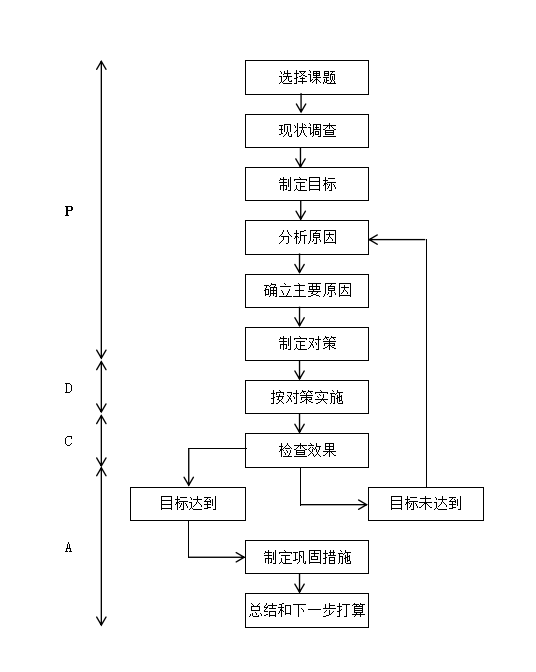 选择课题
现状调查
制定目标
P
分析原因
确立主要原因
制定对策
D
按对策实施
C
检查效果
目标达到
目标未达到
A
制定巩固措施
总结和下一步打算